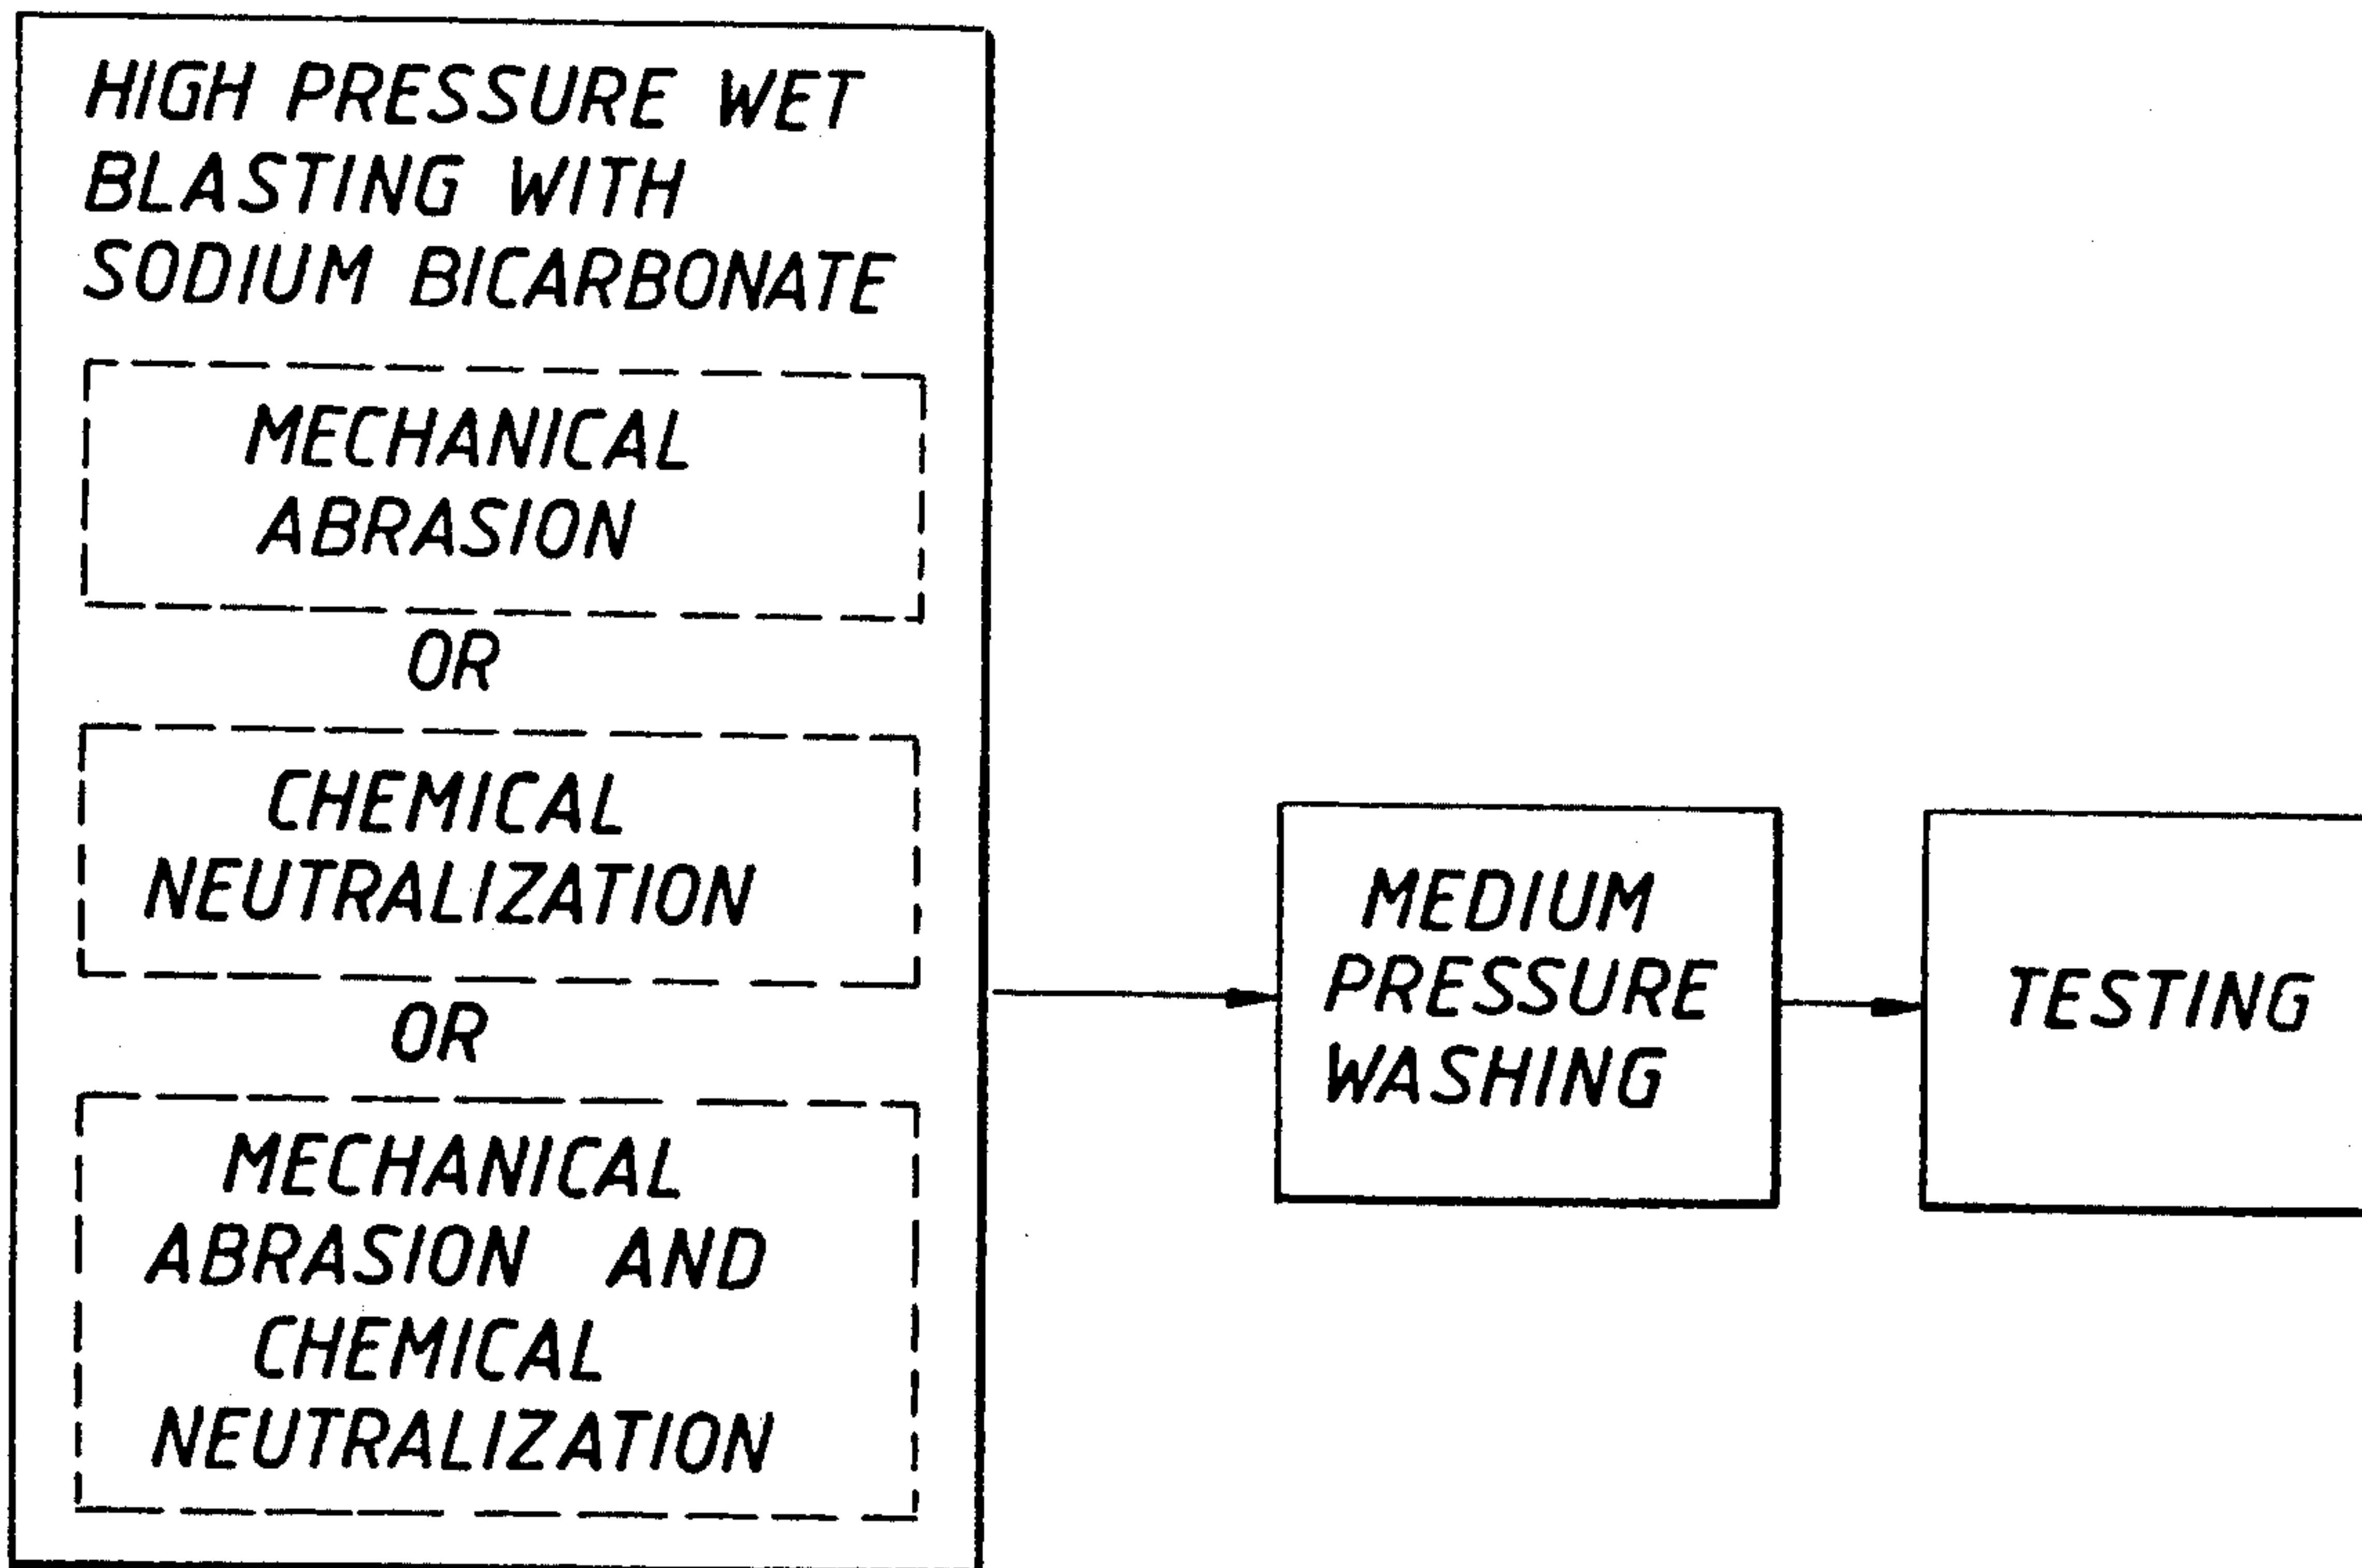 HIGH PRESSURE WET
BLASTING WITH
SODIUM BICARBONATE
MECHANICAL
ABRASION
OR
CHEMICAL
NEUTRALIZATION
OR
MECHANICAL
ABRASION AND
CHEMICAL
NEUTRALIZATION
MEDIUM
PRESSURE
WASHING
TESTING